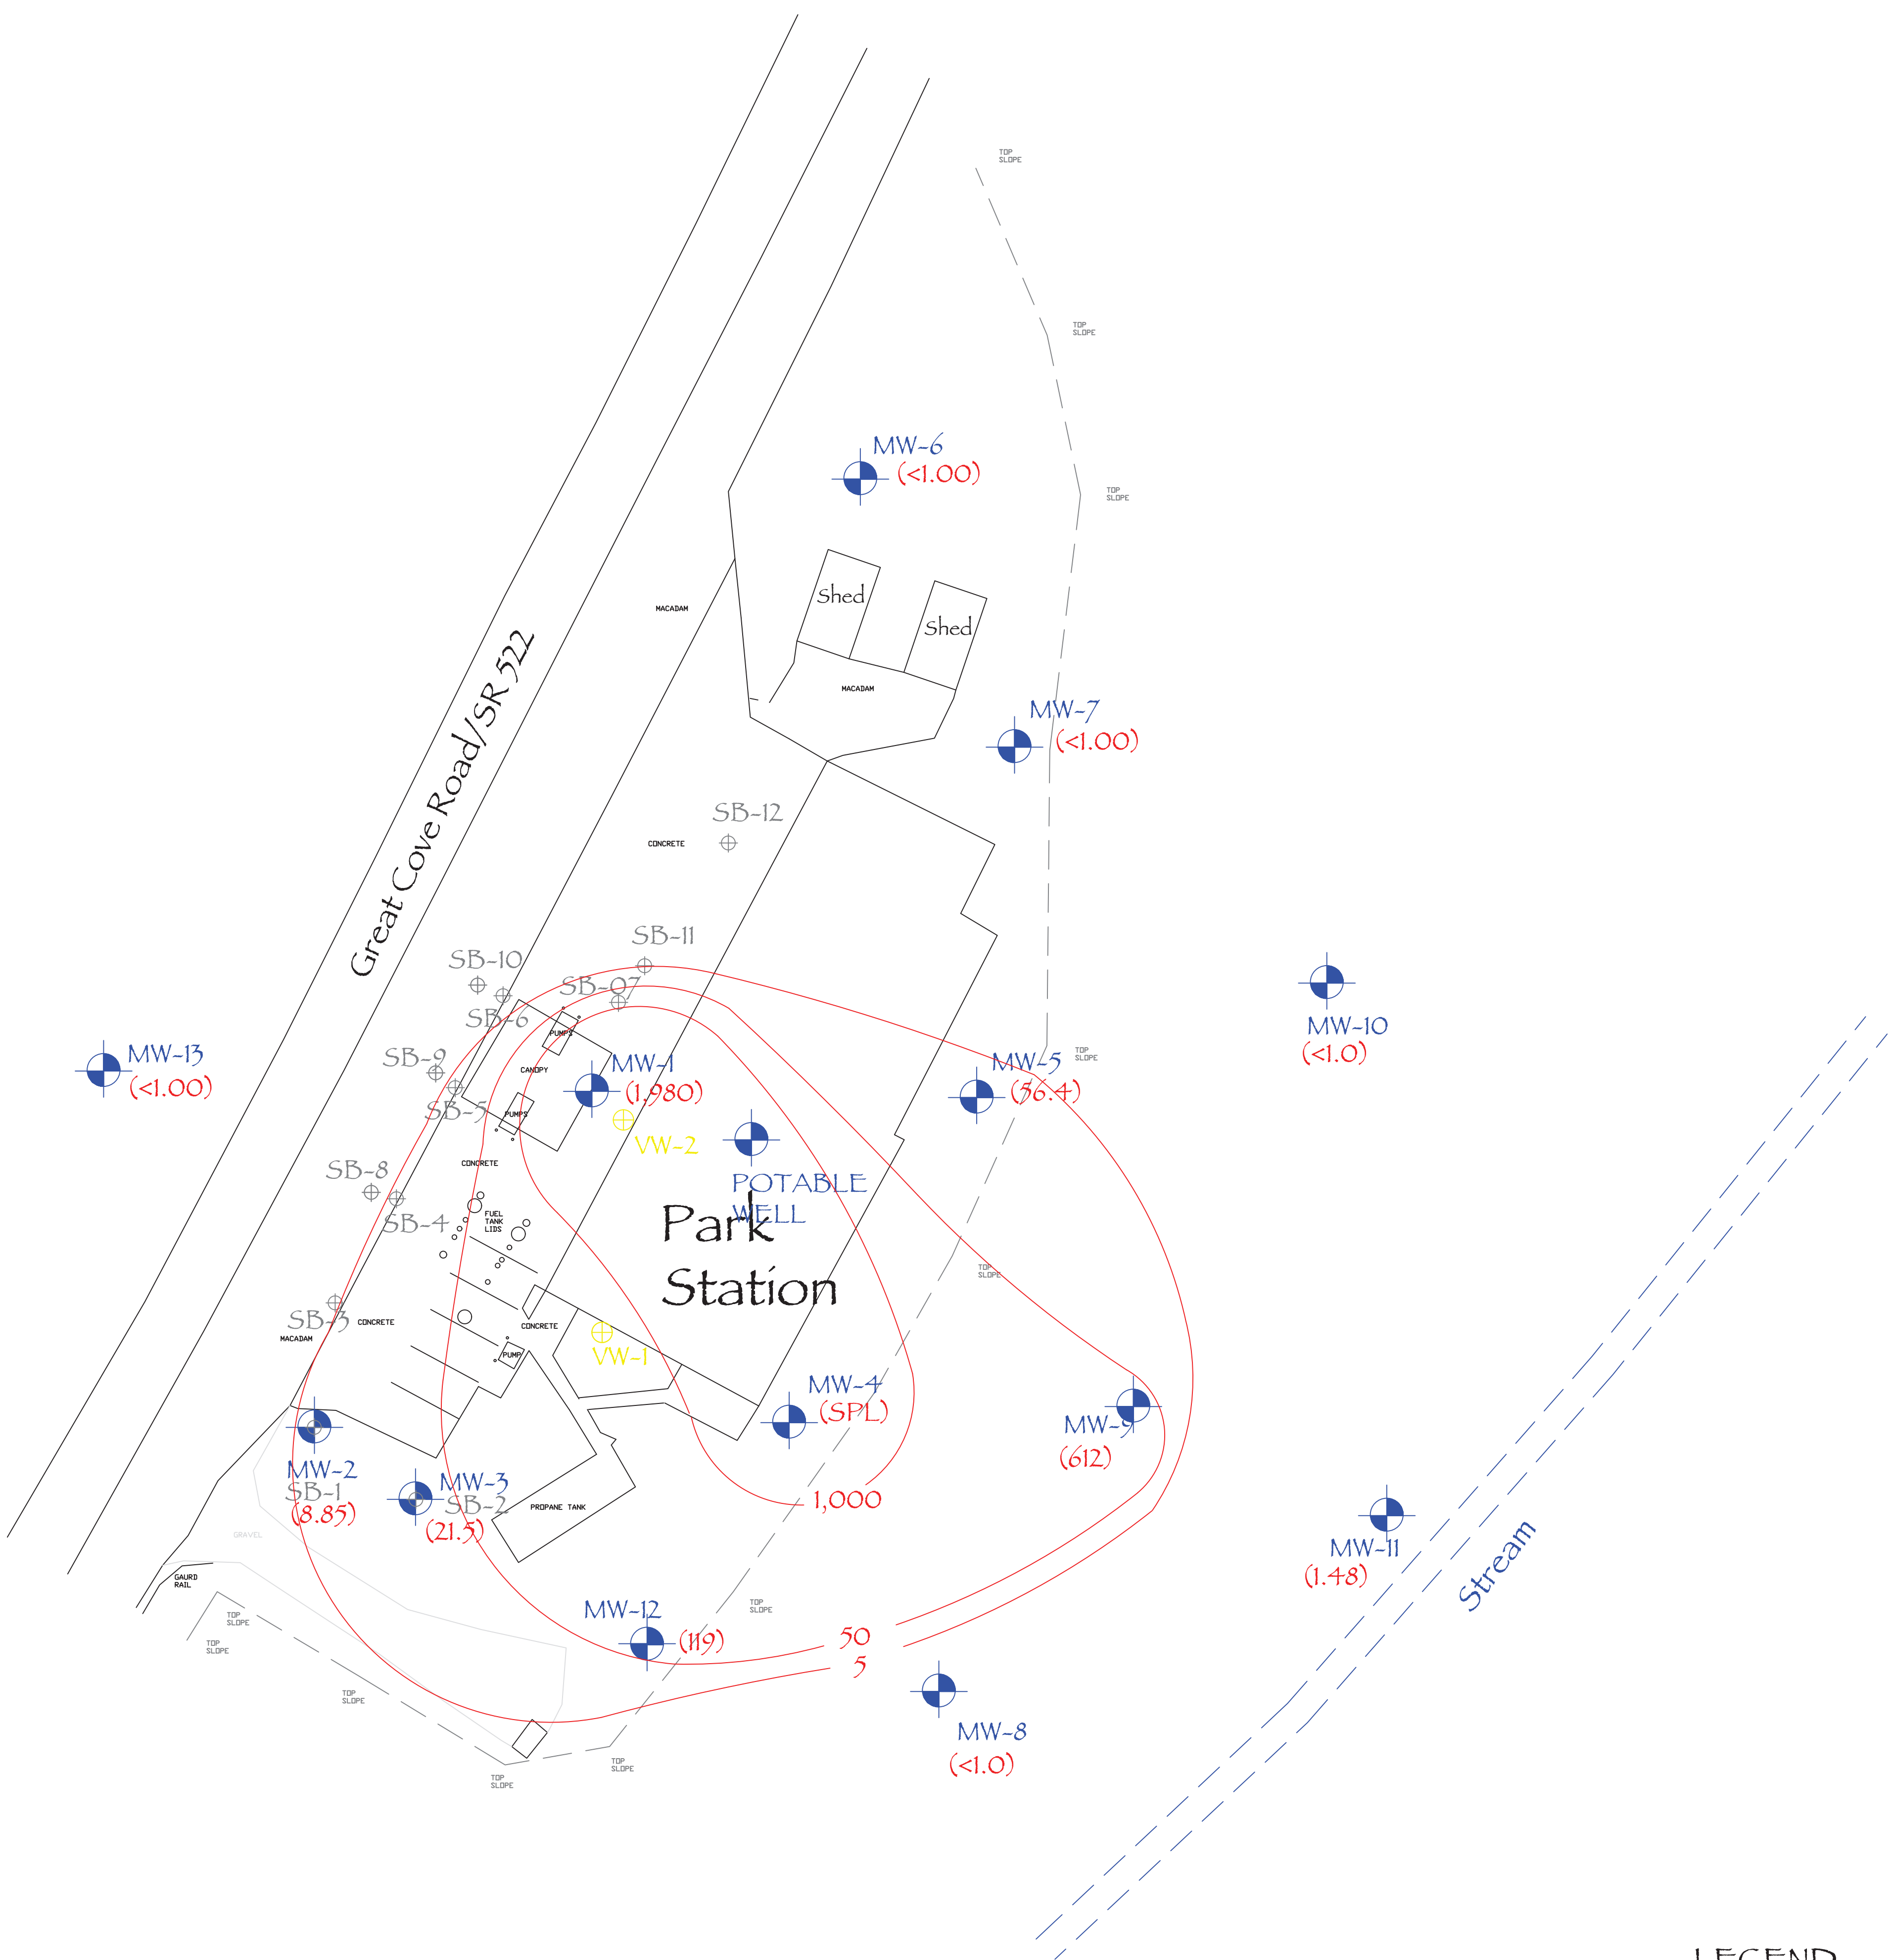 TOP
SLOPE
TOP
SLOPE
MW-6
(<1.00)
TOP
SLOPE
Shed
Shed
MACADAM
Great Cove Road/SR 522
MACADAM
MW-7
(<1.00)
SB-12
CONCRETE
SB-11
SB-10
SB-07
SB-6
PUMPS
MW-10
(<1.0)
MW-13
(<1.00)
SB-9
CANOPY
MW-1
(1,980)
MW-5
(56.4)
TOP
SLOPE
SB-5
PUMPS
VW-2
CONCRETE
SB-8
POTABLE
WELL
SB-4
FUEL
TANK
LIDS
Park
Station
TOP
SLOPE
SB-3
CONCRETE
CONCRETE
MACADAM
PUMP
VW-1
MW-4
(SPL)
MW-9
(612)
MW-2
SB-1
(8.85)
MW-3
SB-2
(21.5)
PROPANE TANK
1,000
GRAVEL
MW-11
(1.48)
Stream
GAURD
RAIL
TOP
SLOPE
TOP
SLOPE
TOP
SLOPE
MW-12
(119)
50
5
TOP
SLOPE
MW-8
(<1.0)
TOP
SLOPE
TOP
SLOPE
LEGEND